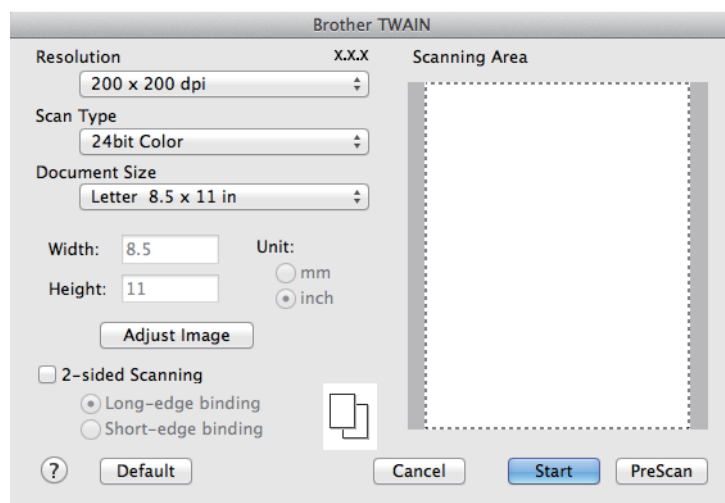 Brother TWAIN
Resolution X.X.X
200 x 200 dpi
Scan Type
24bit Color
Document Size
Letter 8.5 x 11 in
Width: 8.5
Height: 11
Unit:
mm
inch
Adjust Image
2-sided Scanning
Long-edge binding
Short-edge binding
Scanning Area
? Default Cancel Start PreScan